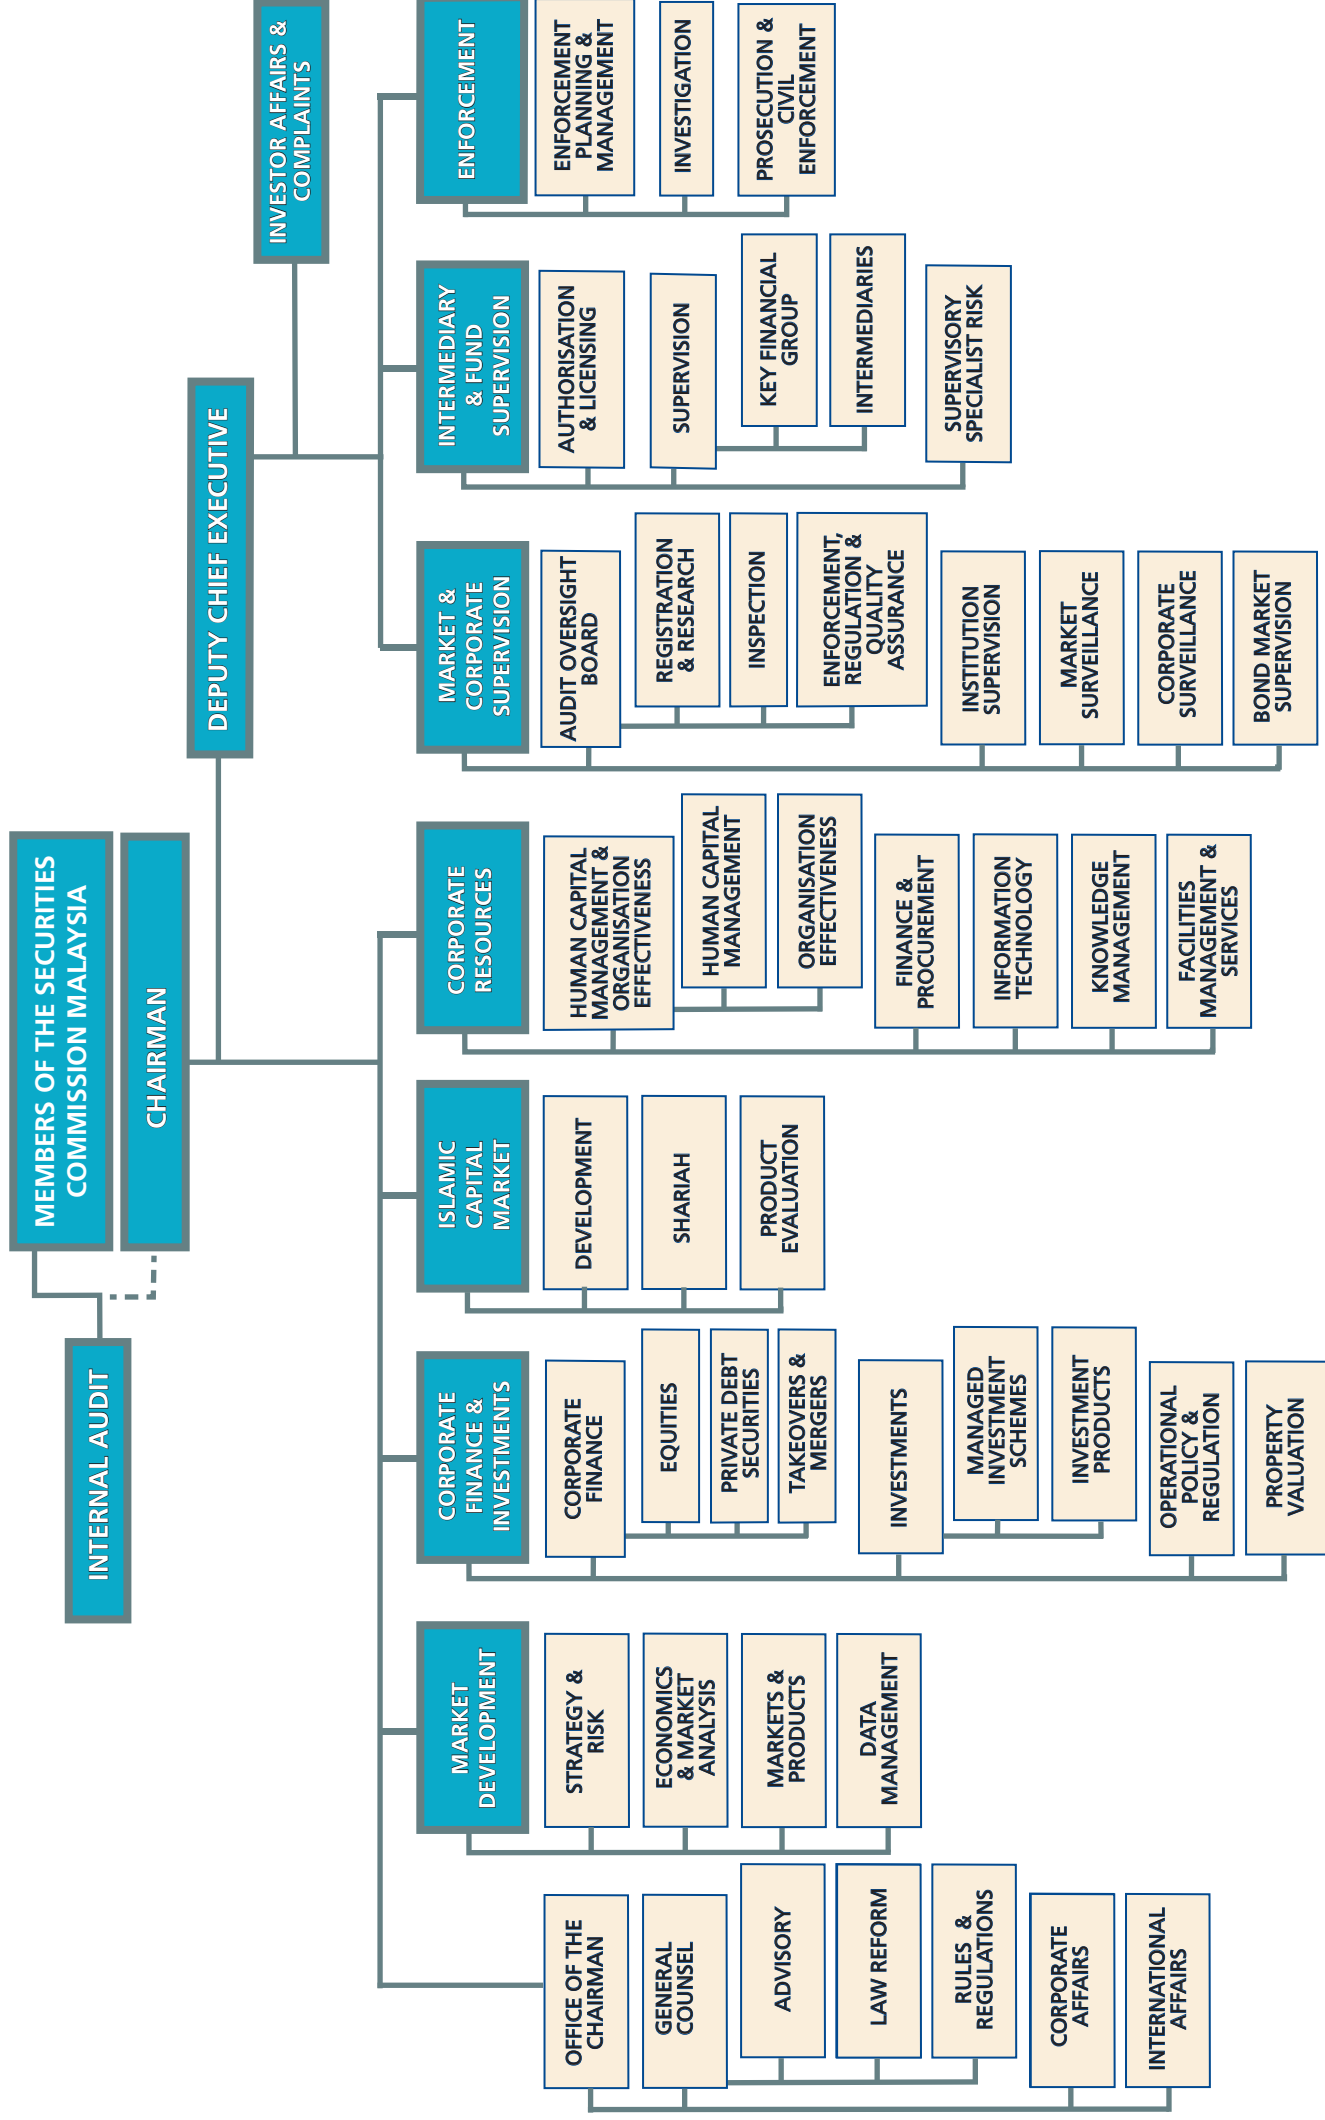 MEMBERS OF THE SECURITIES
COMMISSION MALAYSIA
CHAIRMAN
INTERNAL AUDIT
DEPUTY CHIEF EXECUTIVE
INVESTOR AFFAIRS &
COMPLAINTS
OFFICE OF THE
CHAIRMAN
GENERAL
COUNSEL
ADVISORY
LAW REFORM
RULES &
REGULATIONS
CORPORATE
AFFAIRS
INTERNATIONAL
AFFAIRS
MARKET
DEVELOPMENT
STRATEGY &
RISK
ECONOMICS
& MARKET
ANALYSIS
MARKETS &
PRODUCTS
DATA
MANAGEMENT
CORPORATE
FINANCE &
INVESTMENTS
CORPORATE
FINANCE
EQUITIES
PRIVATE DEBT
SECURITIES
TAKEOVERS &
MERGERS
INVESTMENTS
MANAGED
INVESTMENT
SCHEMES
INVESTMENT
PRODUCTS
OPERATIONAL
POLICY &
REGULATION
PROPERTY
VALUATION
ISLAMIC
CAPITAL
MARKET
DEVELOPMENT
SHARIAH
PRODUCT
EVALUATION
CORPORATE
RESOURCES
HUMAN CAPITAL
MANAGEMENT &
ORGANISATION
EFFECTIVENESS
HUMAN CAPITAL
MANAGEMENT
ORGANISATION
EFFECTIVENESS
FINANCE &
PROCUREMENT
INFORMATION
TECHNOLOGY
KNOWLEDGE
MANAGEMENT
FACILITIES
MANAGEMENT &
SERVICES
MARKET &
CORPORATE
SUPERVISION
AUDIT OVERSIGHT
BOARD
REGISTRATION
& RESEARCH
INSPECTION
ENFORCEMENT,
REGULATION &
QUALITY
ASSURANCE
INSTITUTION
SUPERVISION
MARKET
SURVEILLANCE
CORPORATE
SURVEILLANCE
BOND MARKET
SUPERVISION
INTERMEDIARY
& FUND
SUPERVISION
AUTHORISATION
& LICENSING
SUPERVISION
KEY FINANCIAL
GROUP
INTERMEDIARIES
SUPERVISORY
SPECIALIST RISK
ENFORCEMENT
ENFORCEMENT
PLANNING &
MANAGEMENT
INVESTIGATION
PROSECUTION &
CIVIL
ENFORCEMENT